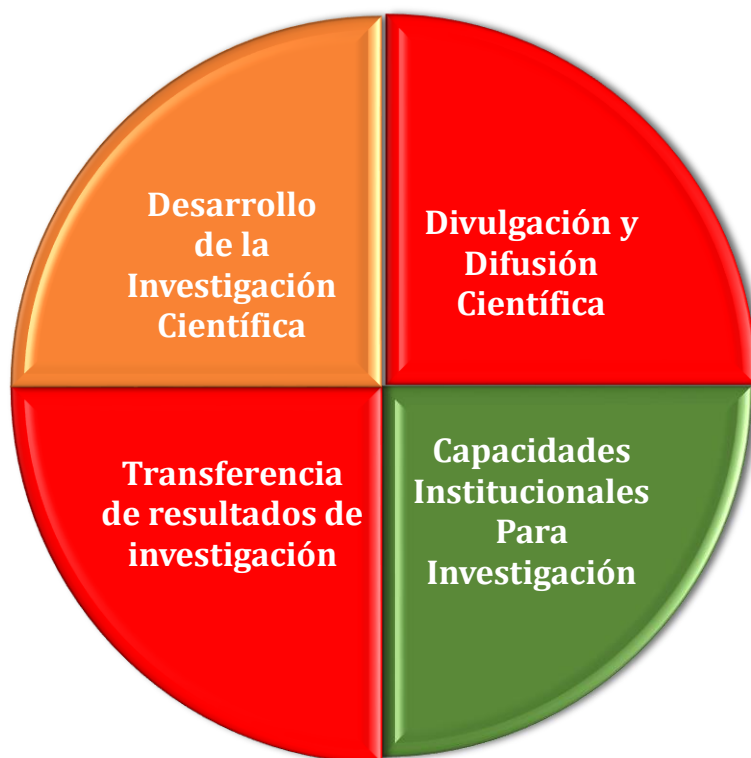 Desarrollo
de la
Investigación
Científica
Divulgación y
Difusión
Científica
Transferencia
de resultados de
investigación
Capacidades
Institucionales
Para
Investigación